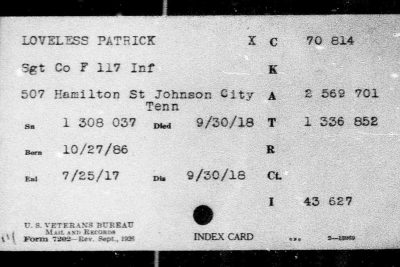 LOVELESS PATRICK X C 70 814
Sgt Co F 117 Inf K
507 Hamilton St Johnson City A 2 569 701
Tenn
Sn 1 308 037 Died 9/30/18 T 1 336 852
Born 10/27/86 R
Enl 7/25/17 Dis 9/30/18 Ct.
I 43 627
U. S. VETERANS BUREAU
MAIL AND RECORDS
Form 7202—Rev. Sept., 1926 INDEX CARD